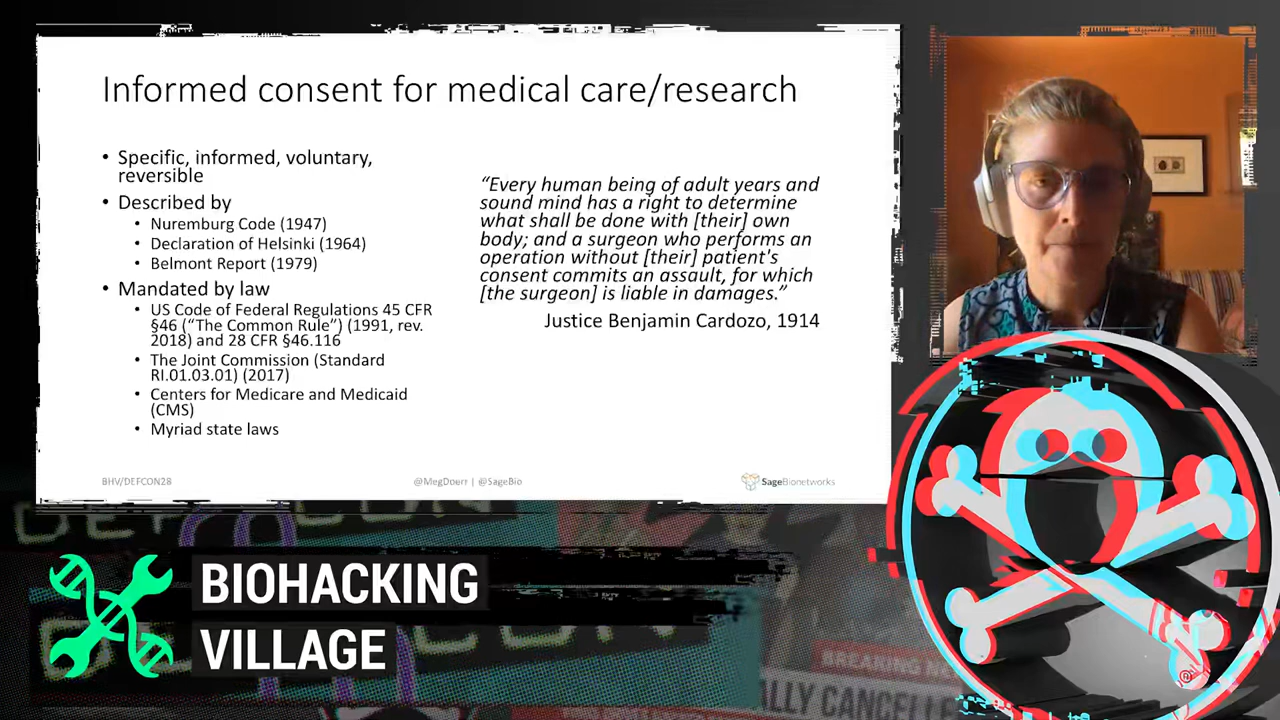 Informed consent for medical care/research
• Specific, informed, voluntary,
reversible
• Described by
• Nuremburg Code (1947)
• Declaration of Helsinki (1964)
• Belmont Report (1979)
• Mandated by law
• US Code of Federal Regulations 45 CFR
§46 (“The Common Rule”) (1991, rev.
2018) and 28 CFR §46.116
• The Joint Commission (Standard
RI.01.03.01) (2017)
• Centers for Medicare and Medicaid
(CMS)
• Myriad state laws
“Every human being of adult years and
sound mind has a right to determine
what shall be done with [their] own
body; and a surgeon who performs an
operation without [their] patient's
consent commits an assault, for which
[the surgeon] is liable in damages.”
Justice Benjamin Cardozo, 1914
BHV/DEFCON28
@MegDoerr | @SageBio
SageBionetworks
BIOHACKING
VILLAGE
BREAKING NE
ALLY CANCELLE
®